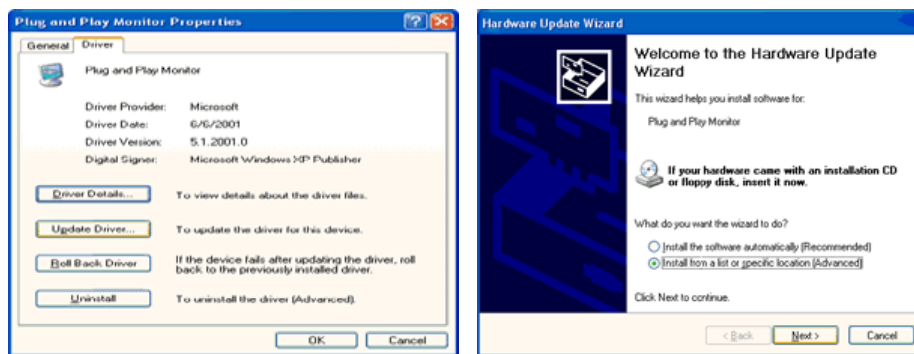 Plug and Play Monitor Properties
General Driver
Plug and Play Monitor
Driver Provider: Microsoft
Driver Date: 6/6/2001
Driver Version: 5.1.2001.0
Digital Signer: Microsoft Windows XP Publisher
Driver Details... To view details about the driver files.
Update Driver... To update the driver for this device.
Roll Back Driver If the device fails after updating the driver, roll
back to the previously installed driver.
Uninstall To uninstall the driver (Advanced).
OK Cancel
Hardware Update Wizard
Welcome to the Hardware Update
Wizard
This wizard helps you install software for:
Plug and Play Monitor
If your hardware came with an installation CD
or floppy disk, insert it now.
What do you want the wizard to do?
Install the software automatically (Recommended)
Install from a list or specific location (Advanced)
Click Next to continue.
< Back Next > Cancel